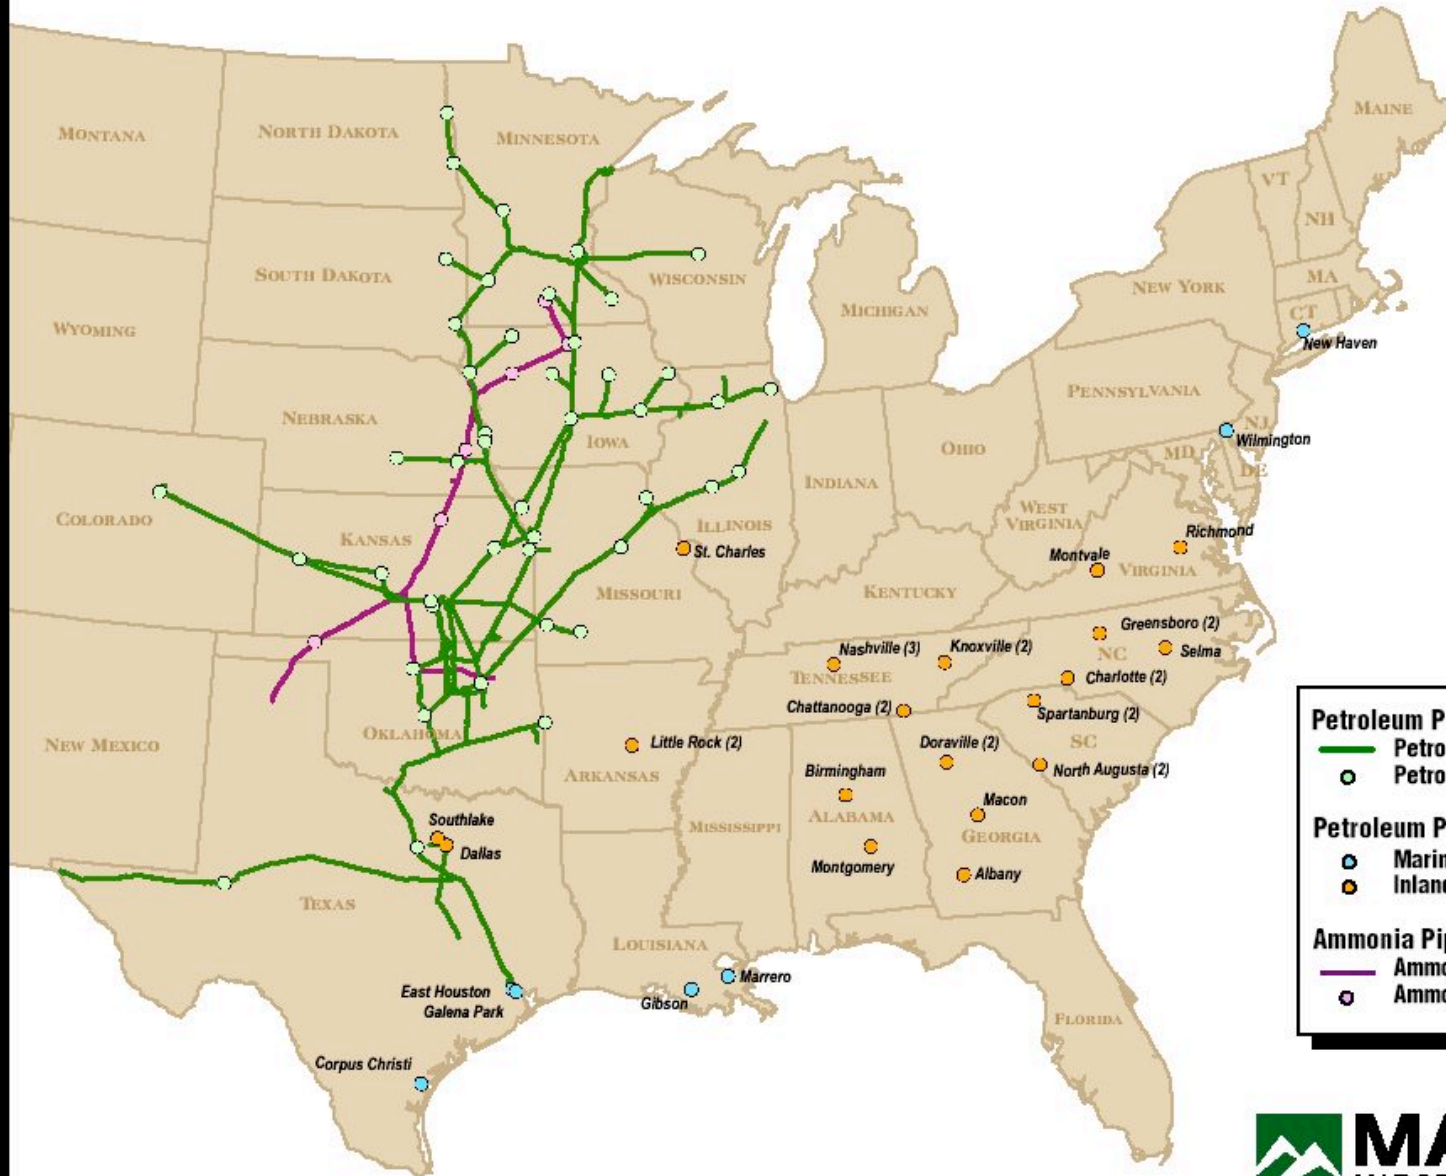 MAINE
MONTANA
NORTH DAKOTA
MINNESOTA
VT
NH
SOUTH DAKOTA
WISCONSIN
MA
NEW YORK
MICHIGAN
CT
WYOMING
New Haven
PENNSYLVANIA
NEBRASKA
NJ
IOWA
OHIO
Wilmington
MD
DE
INDIANA
COLORADO
WEST
VIRGINIA
ILLINOIS
Richmond
KANSAS
St. Charles
Montvale
VIRGINIA
MISSOURI
KENTUCKY
Greensboro (2)
Nashville (3)
Knoxville (2)
NC
Selma
TENNESSEE
Charlotte (2)
Chattanooga (2)
Spartanburg (2)
OKLAHOMA
NEW MEXICO
Little Rock (2)
Doraville (2)
SC
ARKANSAS
Birmingham
North Augusta (2)
Macon
Southlake
ALABAMA
MISSISSIPPI
GEORGIA
Dallas
Montgomery
Albany
TEXAS
LOUISIANA
Marrero
East Houston
Gibson
Galena Park
FLORIDA
Corpus Christi
Petroleum P
Petro
Petro
Petroleum P
Marin
Inlan
Ammonia Pip
Ammo
Ammo
MA